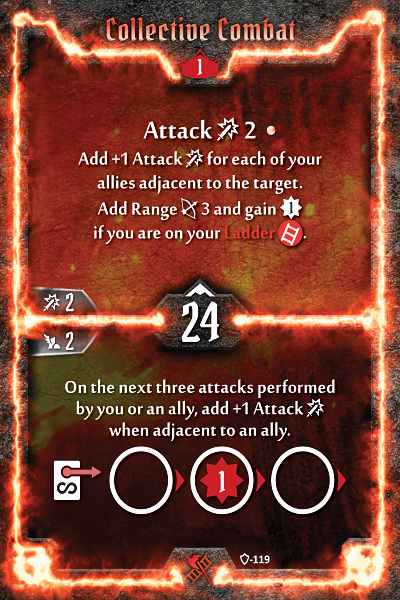 Collective Combat
1
Attack 2
Add +1 Attack for each of your
allies adjacent to the target.
Add Range 3 and gain 1
if you are on your Ladder.
2
24
2
On the next three attacks performed
by you or an ally, add +1 Attack
when adjacent to an ally.
S
1
-119